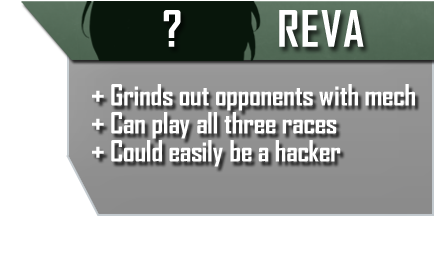 ? REVA
+ Grinds out opponents with mech
+ Can play all three races
+ Could easily be a hacker